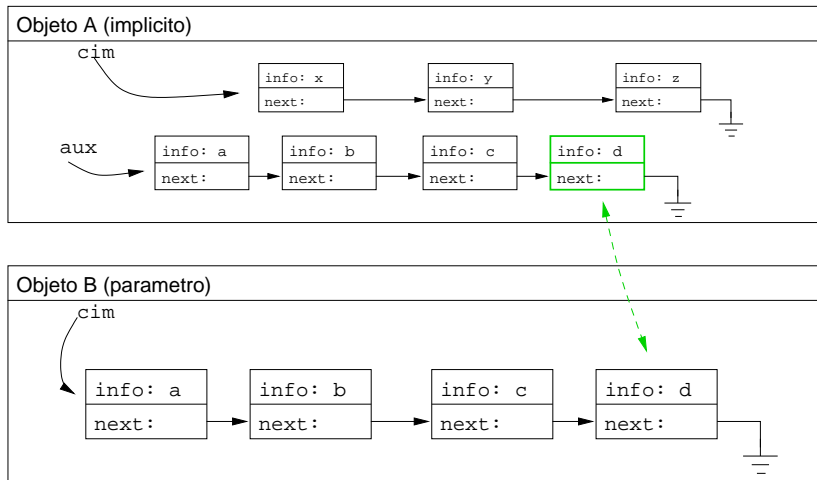 Objeto A (implicito)
cim
info: x
next:
info: y
next:
info: z
next:
aux
info: a
next:
info: b
next:
info: c
next:
info: d
next:
Objeto B (parametro)
cim
info: a
next:
info: b
next:
info: c
next:
info: d
next: